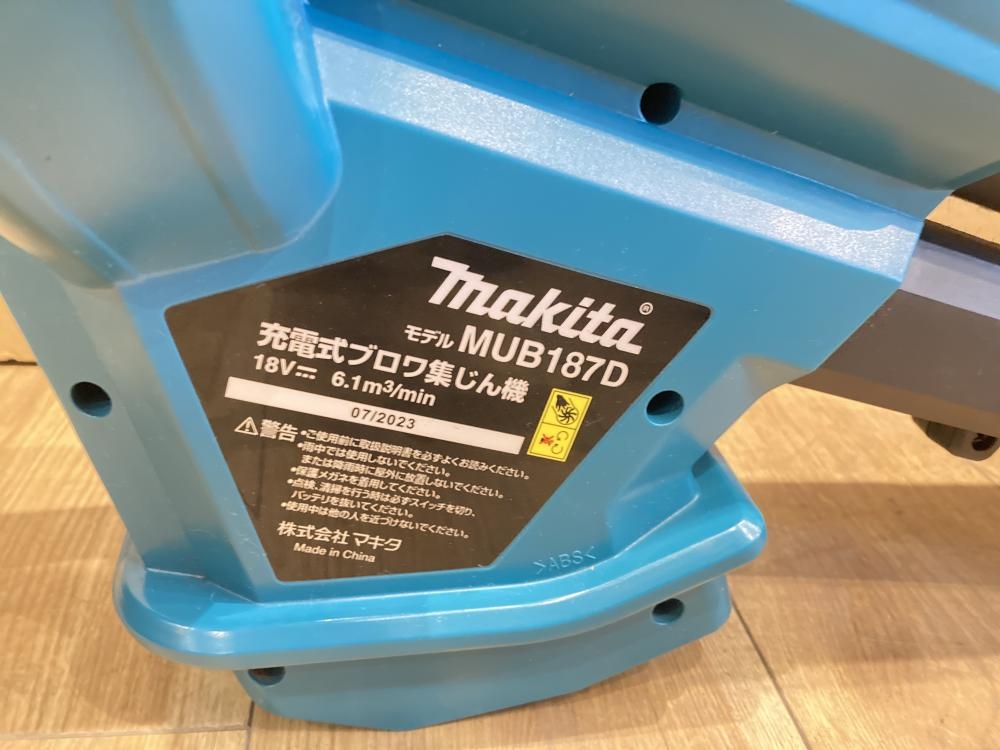 makita®
モデル MUB187D
充電式ブロワ集じん機
18V⎓ 6.1m³/min
07/2023
⚠警告 •ご使用前に取扱説明書を必ずよくお読みください。
•雨中では使用しないでください。
または降雨時に屋外に放置しないでください。
•保護メガネを着用してください。
•点検、清掃を行う時は必ずスイッチを切り、
バッテリを抜いてください。
•使用中は他の人を近づけないでください。
株式会社 マキタ
Made in China
>ABS<